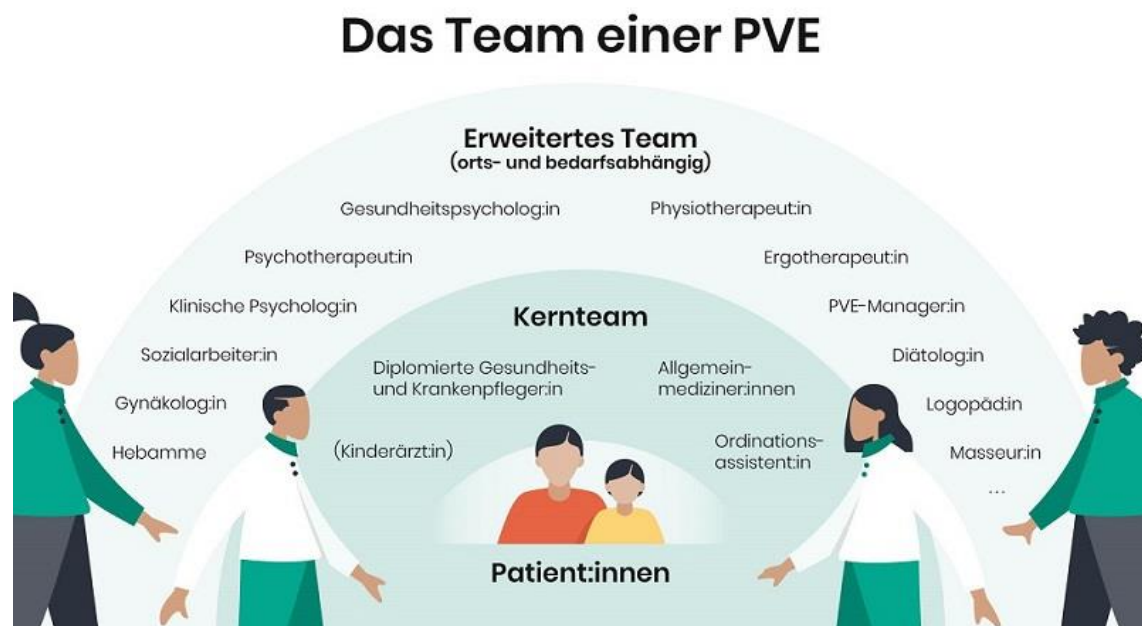 Das Team einer PVE
Erweitertes Team
(orts- und bedarfsabhängig)
Gesundheitspsycholog:in
Physiotherapeut:in
Psychotherapeut:in
Ergotherapeut:in
Klinische Psycholog:in
PVE-Manager:in
Sozialarbeiter:in
Diätolog:in
Gynäkolog:in
Logopäd:in
Hebamme
Masseur:in
...
Kernteam
Diplomierte Gesundheits-
und Krankenpfleger:in
Allgemein-
mediziner:innen
(Kinderärzt:in)
Ordinations-
assistent:in
Patient:innen